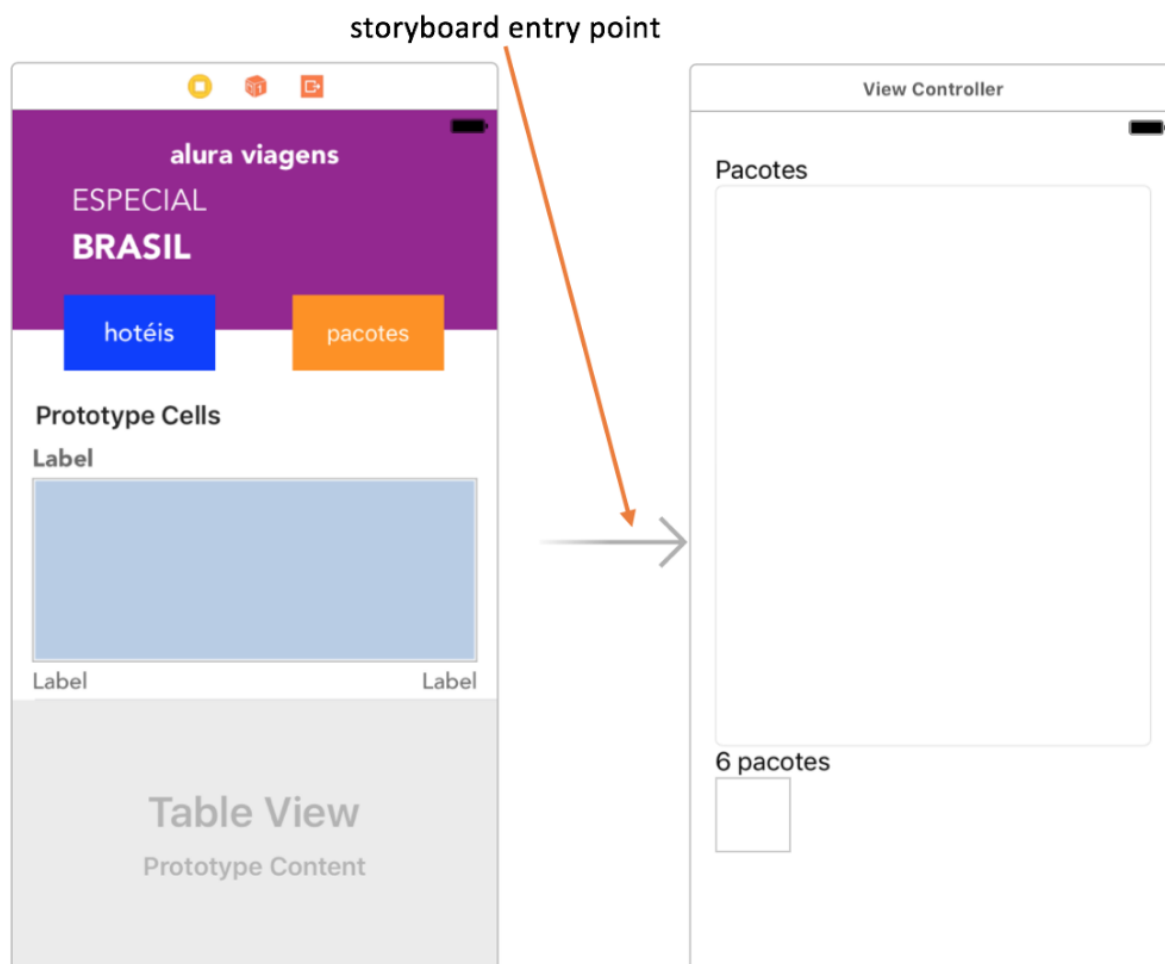 storyboard entry point
alura viagens
ESPECIAL
BRASIL
hotéis
pacotes
Prototype Cells
Label
Label
Label
Table View
Prototype Content
View Controller
Pacotes
6 pacotes